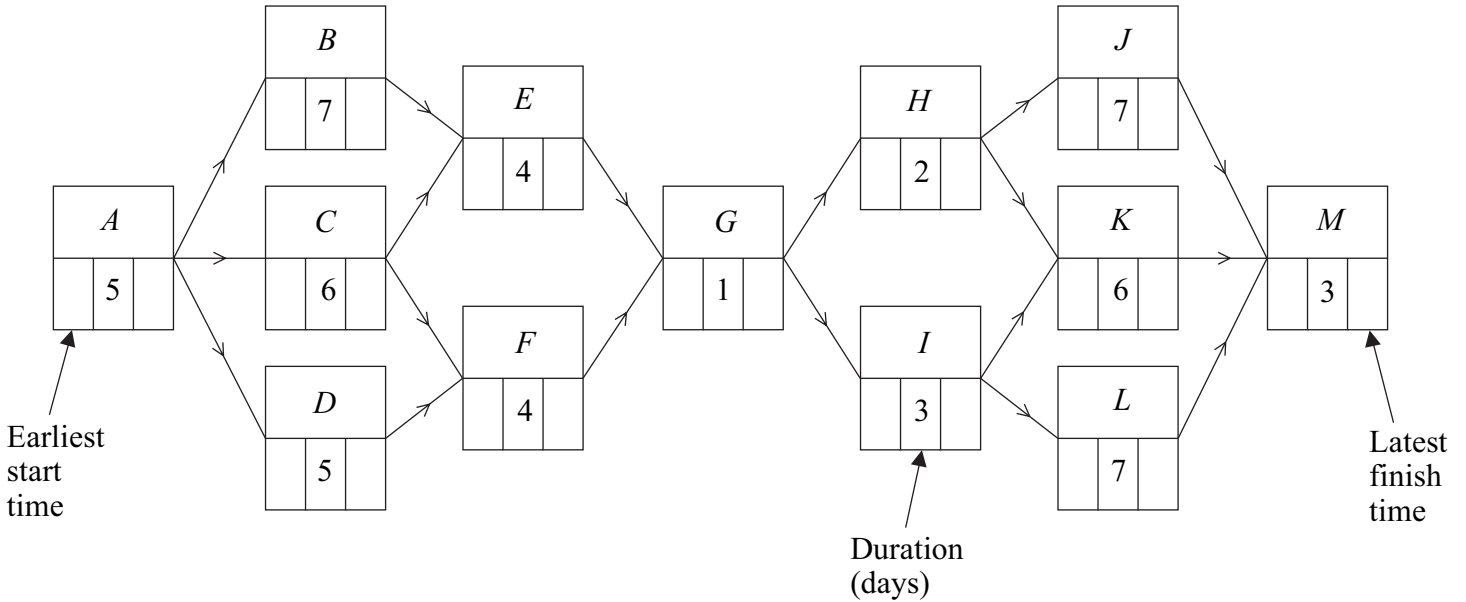 B
7
E
4
A
5
C
6
D
5
F
4
G
1
H
2
I
3
J
7
K
6
L
7
M
3
Earliest
start
time
Duration
(days)
Latest
finish
time